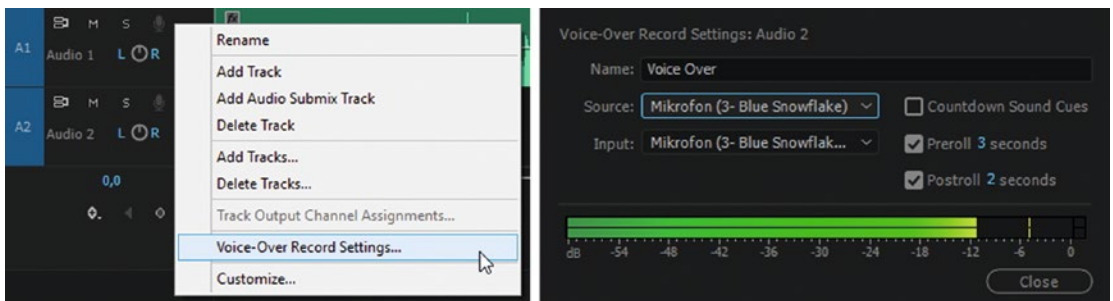 M S
A1 Audio 1 L R
M S
A2 Audio 2 L R
0,0
fx
Rename
Add Track
Add Audio Submix Track
Delete Track
Add Tracks...
Delete Tracks...
Track Output Channel Assignments...
Voice-Over Record Settings...
Customize...
Voice-Over Record Settings: Audio 2
Name: Voice Over
Source: Mikrofon (3- Blue Snowflake) Countdown Sound Cues
Input: Mikrofon (3- Blue Snowflak... Preroll 3 seconds
Postroll 2 seconds
dB -54 -48 -42 -36 -30 -24 -18 -12 -6 0
Close